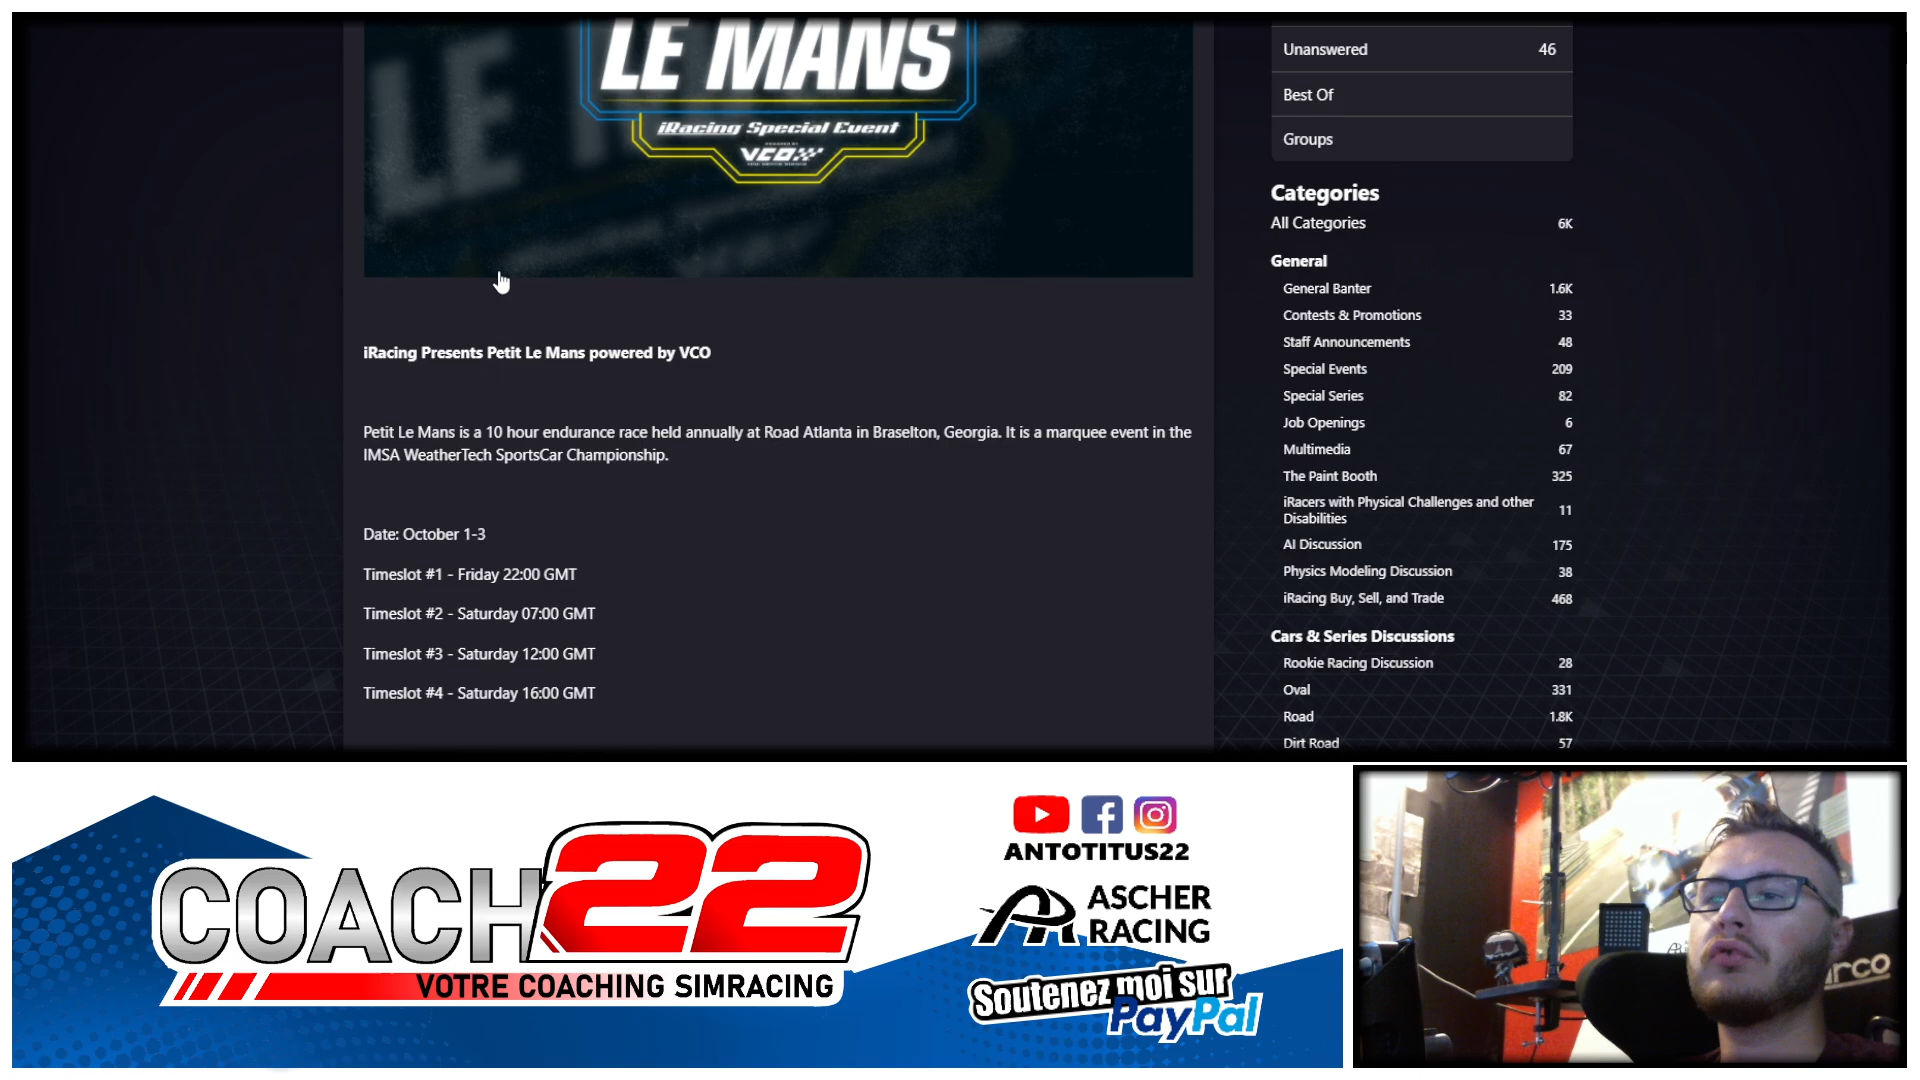 LE MANS
iRacing Special Event
VCO
iRacing Presents Petit Le Mans powered by VCO
Petit Le Mans is a 10 hour endurance race held annually at Road Atlanta in Braselton, Georgia. It is a marquee event in the
IMSA WeatherTech SportsCar Championship.
Date: October 1-3
Timeslot #1 - Friday 22:00 GMT
Timeslot #2 - Saturday 07:00 GMT
Timeslot #3 - Saturday 12:00 GMT
Timeslot #4 - Saturday 16:00 GMT
Unanswered 46
Best Of
Groups
Categories
All Categories 6K
General
General Banter 1.6K
Contests & Promotions 33
Staff Announcements 48
Special Events 209
Special Series 82
Job Openings 6
Multimedia 67
The Paint Booth 325
iRacers with Physical Challenges and other
Disabilities 11
AI Discussion 175
Physics Modeling Discussion 38
iRacing Buy, Sell, and Trade 468
Cars & Series Discussions
Rookie Racing Discussion 28
Oval 331
Road 1.8K
Dirt Road 57
COACH22
VOTRE COACHING SIMRACING
ANTOTITUS22
ASCHER
RACING
Soutenez moi sur
PayPal
arco